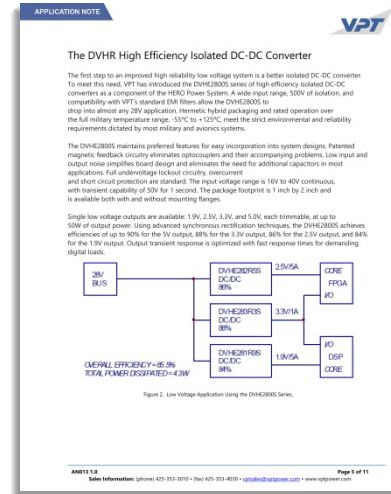 APPLICATION NOTE
VPT
The DVHR High Efficiency Isolated DC-DC Converter
The first step to an improved high reliability low voltage system is a better isolated DC-DC converter.
To meet this need, VPT has introduced the DVHE2800S series of high efficiency isolated DC-DC
converters as a component of the HERO Power System. A wide input range, 500V of isolation, and
compatibility with VPT's standard EMI filters allow the DVHE2800S to
drop into almost any 28V application. Hermetic hybrid packaging and rated operation over
the full military temperature range, -55ºC to +125ºC, meet the strict environmental and reliability
requirements dictated by most military and avionics systems.
The DVHE2800S maintains preferred features for easy incorporation into system designs. Patented
magnetic feedback circuitry eliminates optocouplers and their accompanying problems. Low input and
output noise simplifies board design and eliminates the need for additional capacitors in most
applications. Full undervoltage lockout circuitry, overcurrent
and short circuit protection are standard. The input voltage range is 16V to 40V continuous,
with transient capability of 50V for 1 second. The package footprint is 1 inch by 2 inch and
is available both with and without mounting flanges.
Single low voltage outputs are available: 1.9V, 2.5V, 3.3V, and 5.0V, each trimmable, at up to
50W of output power. Using advanced synchronous rectification techniques, the DVHE2800S achieves
efficiencies of up to 90% for the 5V output, 88% for the 3.3V output, 86% for the 2.5V output, and 84%
for the 1.9V output. Output transient response is optimized with fast response times for demanding
digital loads.
28V
BUS
DVHE282R5S
DC/DC
86%
2.5V/5A
CORE
FPGA
I/O
DVHE283R3S
DC/DC
88%
3.3V/1A
DVHE281R9S
DC/DC
84%
1.9V/5A
I/O
DSP
CORE
OVERALL EFFICIENCY = 85.5%
TOTAL POWER DISSIPATED = 4.3W
Figure 2. Low Voltage Application Using the DVHE2800S Series.
AN013 1.0
Page 5 of 11
Sales Information: (phone) 425-353-3010 • (fax) 425-353-4030 • vptsales@vptpower.com • www.vptpower.com